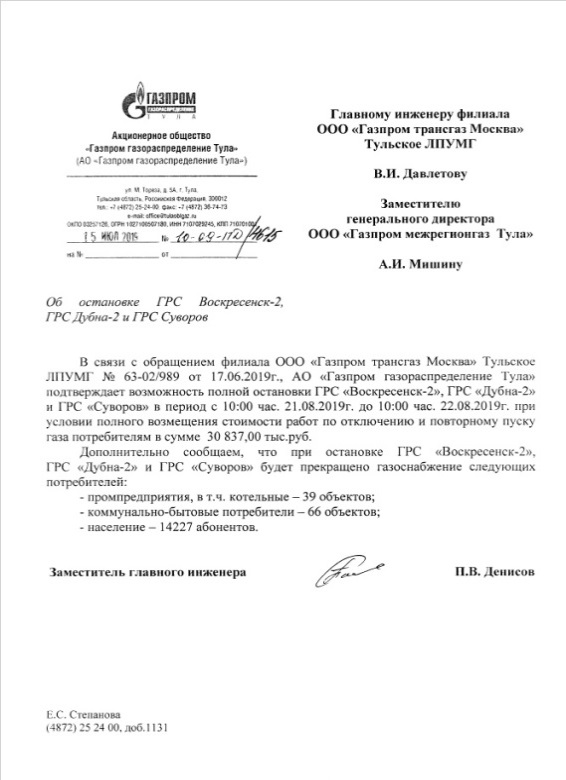 ГАЗПРОМ
ГАЗОРАСПРЕДЕЛЕНИЕ
ТУЛА
Акционерное общество
«Газпром газораспределение Тула»
(АО «Газпром газораспределение Тула»)
ул. М. Горхоа, д. 5А, г. Тула,
Тульская область, Российская Федерация, 300012
тел.: +7 (4872) 25-24-00, факс: +7 (4872) 36-74-73
e-mail: office@tulaoblgaz.ru
ОКПО 03257126, ОГРН 1027100507180, ИНН 7107029245, КПП 710701001
15 ИЮЛ 2019 № 10-09-ПД/4615
на № от
Главному инженеру филиала
ООО «Газпром трансгаз Москва»
Тульское ЛПУМГ
В.И. Давлетову
Заместителю
генерального директора
ООО «Газпром межрегионгаз Тула»
А.И. Мишину
Об остановке ГРС Воскресенск-2,
ГРС Дубна-2 и ГРС Суворов
В связи с обращением филиала ООО «Газпром трансгаз Москва» Тульское
ЛПУМГ № 63-02/989 от 17.06.2019г., АО «Газпром газораспределение Тула»
подтверждает возможность полной остановки ГРС «Воскресенск-2», ГРС «Дубна-2»
и ГРС «Суворов» в период с 10:00 час. 21.08.2019г. до 10:00 час. 22.08.2019г. при
условии полного возмещения стоимости работ по отключению и повторному пуску
газа потребителям в сумме 30 837,00 тыс.руб.
Дополнительно сообщаем, что при остановке ГРС «Воскресенск-2»,
ГРС «Дубна-2» и ГРС «Суворов» будет прекращено газоснабжение следующих
потребителей:
- промпредприятия, в т.ч. котельные – 39 объектов;
- коммунально-бытовые потребители – 66 объектов;
- население – 14227 абонентов.
Заместитель главного инженера
П.В. Денисов
Е.С. Степанова
(4872) 25 24 00, доб.1131